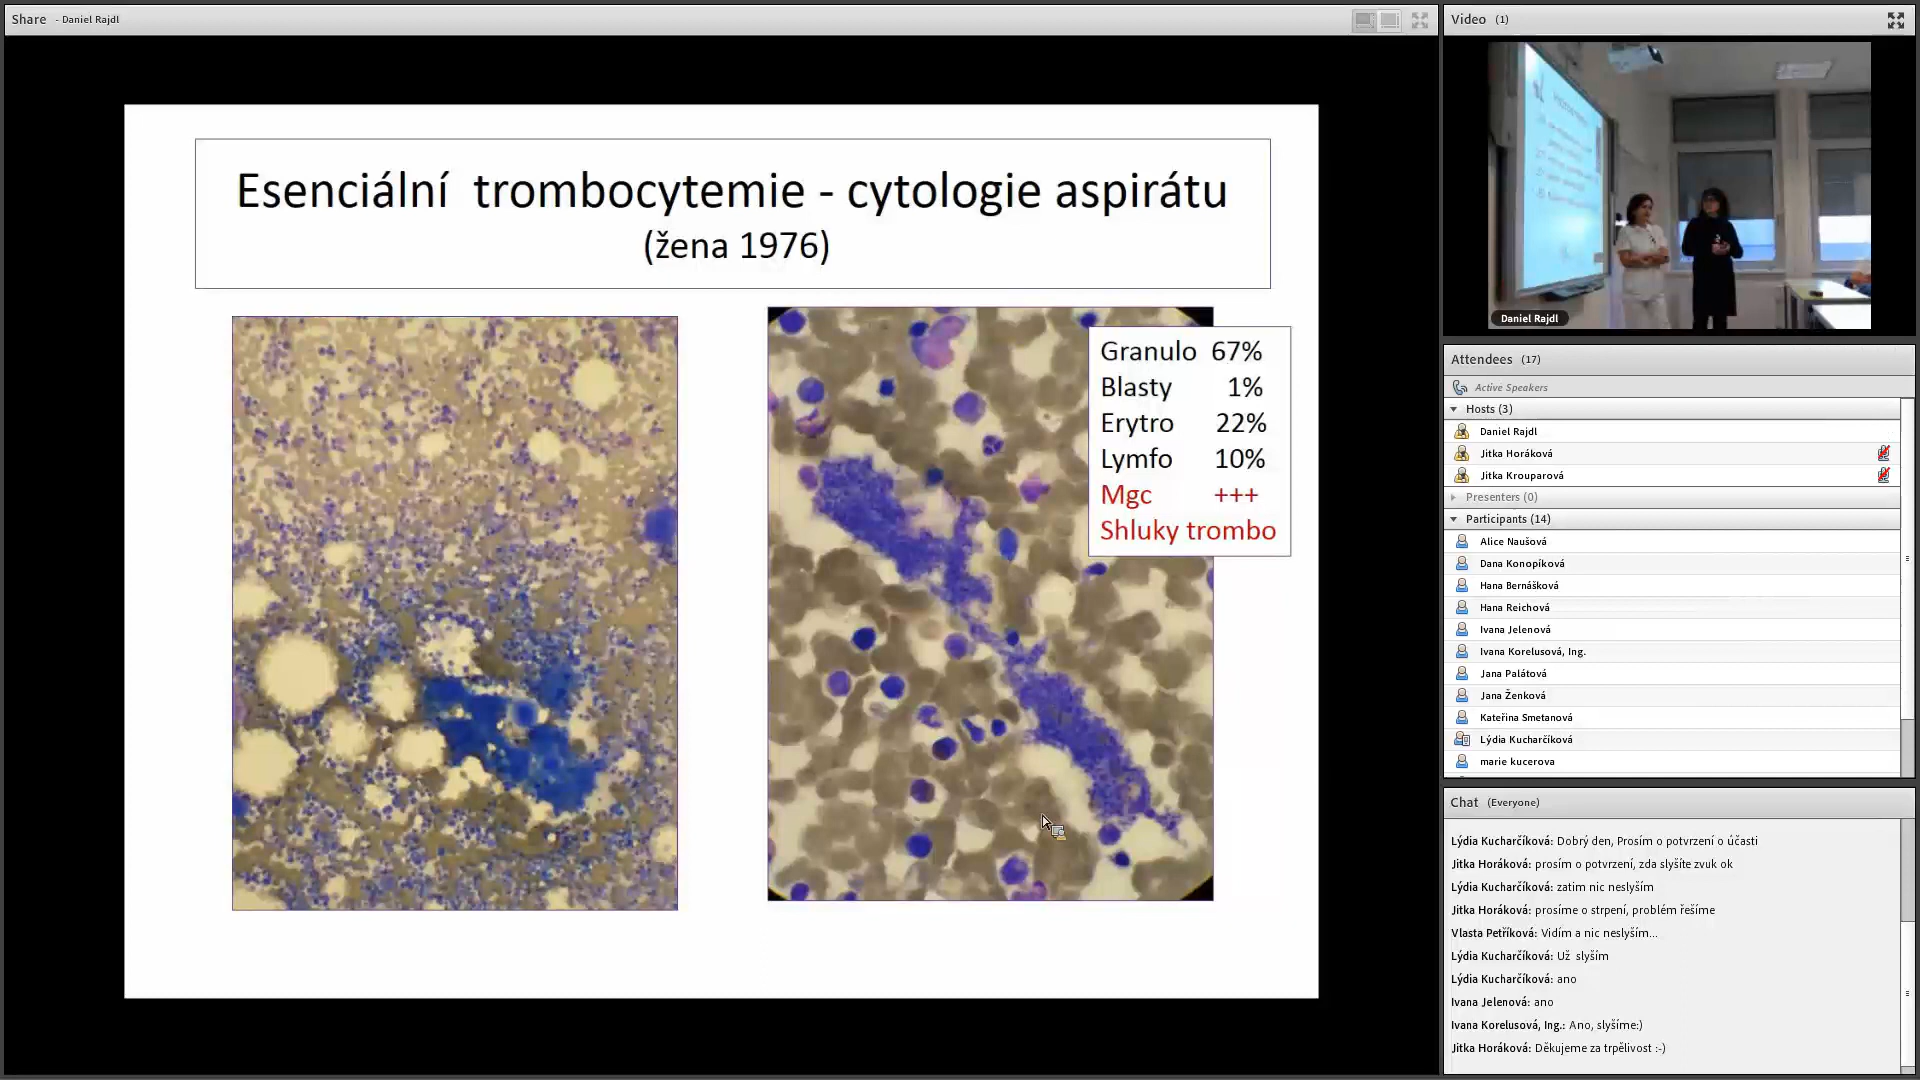 Share - Daniel Rajdl
Esenciální trombocytemie - cytologie aspirátu
(žena 1976)
Granulo 67%
Blasty 1%
Erytro 22%
Lymfo 10%
Mgc +++
Shluky trombo
Video (1)
Daniel Rajdl
Attendees (17)
Active Speakers
Hosts (3)
Daniel Rajdl
Jitka Horáková
Jitka Krouparová
Presenters (0)
Participants (14)
Alice Naušová
Dana Konopíková
Hana Bernášková
Hana Reichová
Ivana Jelenová
Ivana Korelusová, Ing.
Jana Palátová
Jana Ženková
Kateřina Smetanová
Lýdia Kucharčíková
marie kucerova
Chat (Everyone)
Lýdia Kucharčíková: Dobrý den, Prosím o potvrzení o účasti
Jitka Horáková: prosím o potvrzení, zda slyšíte zvuk ok
Lýdia Kucharčíková: zatim nic neslyším
Jitka Horáková: prosíme o strpení, problém řešíme
Vlasta Petříková: Vidím a nic neslyším...
Lýdia Kucharčíková: Už slyším
Lýdia Kucharčíková: ano
Ivana Jelenová: ano
Ivana Korelusová, Ing.: Ano, slyšíme:)
Jitka Horáková: Děkujeme za trpělivost :-)